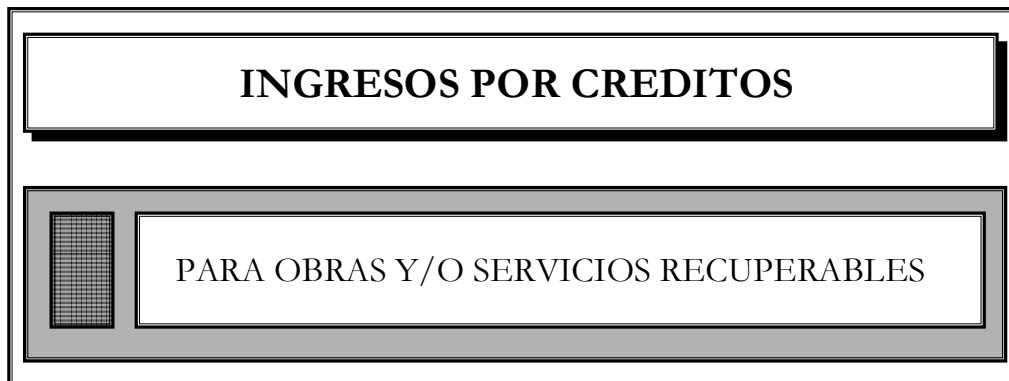 INGRESOS POR CREDITOS
PARA OBRAS Y/O SERVICIOS RECUPERABLES